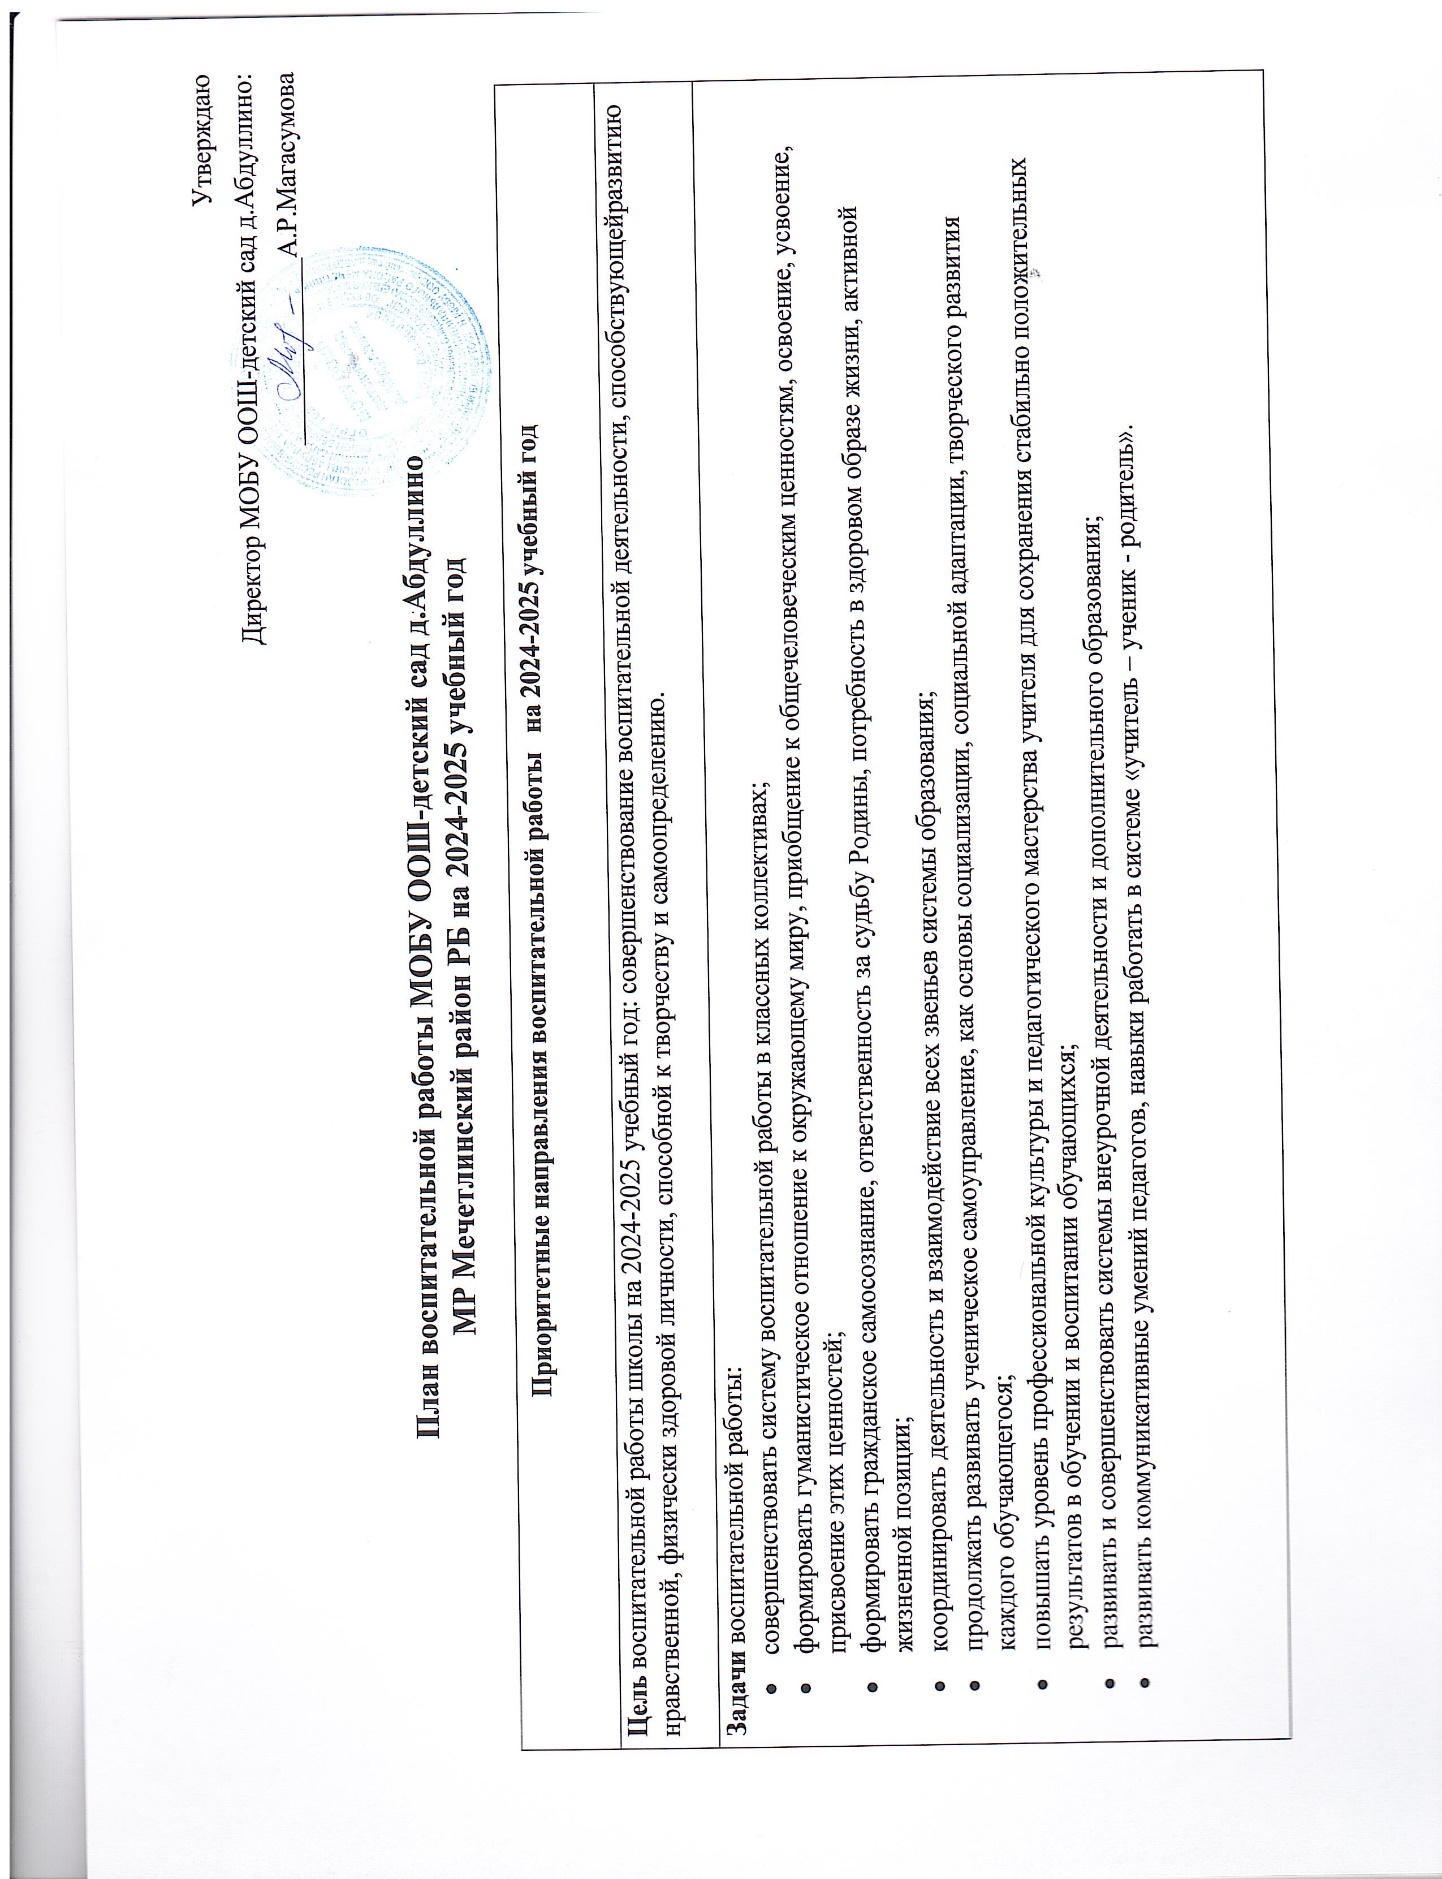 Утверждаю
Директор МОБУ ООШ-детский сад д.Абдуллино:
А.Р.Магасумова
План воспитательной работы МОБУ ООШ-детский сад д.Абдуллино
МР Мечетлинский район РБ на 2024-2025 учебный год
Приоритетные направления воспитательной работы на 2024-2025 учебный год
Цель воспитательной работы школы на 2024-2025 учебный год: совершенствование воспитательной деятельности, способствующейразвитию
нравственной, физически здоровой личности, способной к творчеству и самоопределению.
Задачи воспитательной работы:
• совершенствовать систему воспитательной работы в классных коллективах;
• формировать гуманистическое отношение к окружающему миру, приобщение к общечеловеческим ценностям, освоение, усвоение,
присвоение этих ценностей;
• формировать гражданское самосознание, ответственность за судьбу Родины, потребность в здоровом образе жизни, активной
жизненной позиции;
• координировать деятельность и взаимодействие всех звеньев системы образования;
• продолжать развивать ученическое самоуправление, как основы социализации, социальной адаптации, творческого развития
каждого обучающегося;
• повышать уровень профессиональной культуры и педагогического мастерства учителя для сохранения стабильно положительных
результатов в обучении и воспитании обучающихся;
• развивать и совершенствовать системы внеурочной деятельности и дополнительного образования;
• развивать коммуникативные умений педагогов, навыки работать в системе «учитель – ученик - родитель».